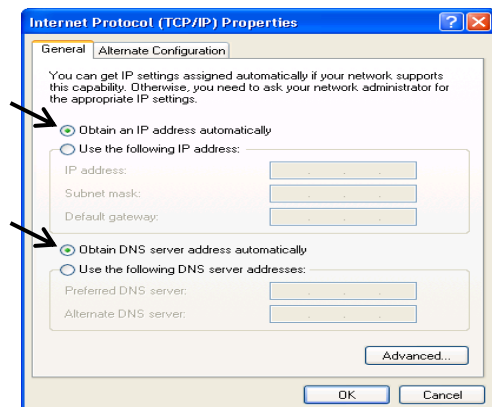 Internet Protocol (TCP/IP) Properties
General Alternate Configuration
You can get IP settings assigned automatically if your network supports
this capability. Otherwise, you need to ask your network administrator for
the appropriate IP settings.
Obtain an IP address automatically
Use the following IP address:
IP address:
Subnet mask:
Default gateway:
Obtain DNS server address automatically
Use the following DNS server addresses:
Preferred DNS server:
Alternate DNS server:
Advanced...
OK Cancel